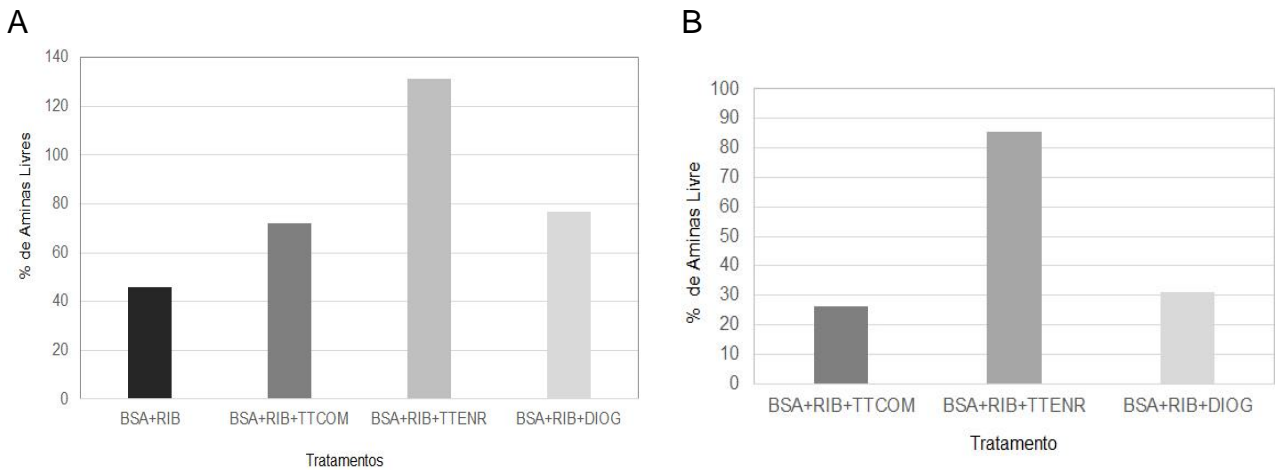 A
140
120
100
80
60
40
20
0
% de Aminas Livres
BSA+RIB
BSA+RIB+TTCOM
BSA+RIB+TTENR
BSA+RIB+DIOG
Tratamentos
B
100
90
80
70
60
50
40
30
20
10
0
% de Aminas Livre
BSA+RIB+TTCOM
BSA+RIB+TTENR
BSA+RIB+DIOG
Tratamento